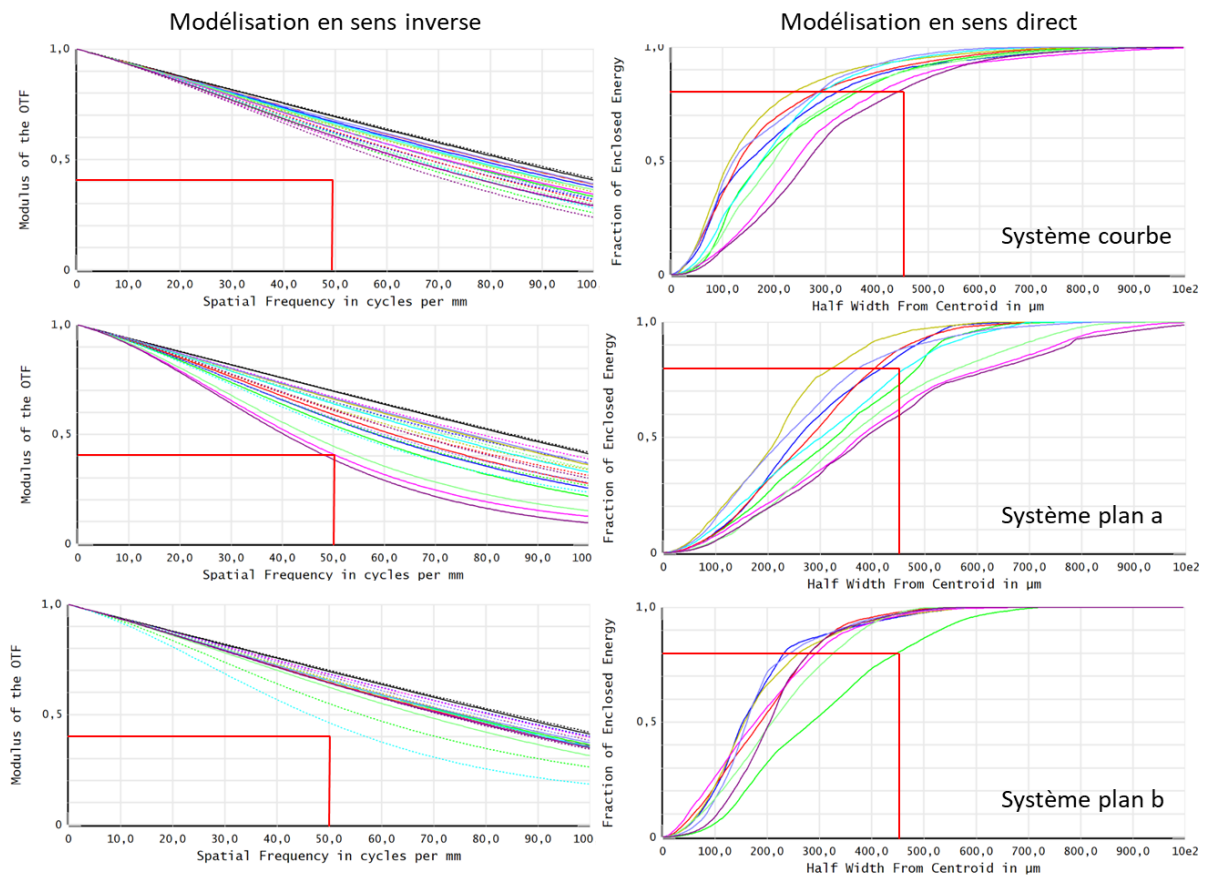 Modélisation en sens inverse
Modélisation en sens direct
1,0
0,5
0
Modulus of the OTF
0 10,0 20,0 30,0 40,0 50,0 60,0 70,0 80,0 90,0 100
Spatial Frequency in cycles per mm
1,0
0,5
0
Fraction of Enclosed Energy
Système courbe
0 100,0 200,0 300,0 400,0 500,0 600,0 700,0 800,0 900,0 10e2
Half Width From Centroid in µm
1,0
0,5
0
Modulus of the OTF
0 10,0 20,0 30,0 40,0 50,0 60,0 70,0 80,0 90,0 100
Spatial Frequency in cycles per mm
1,0
0,5
0
Fraction of Enclosed Energy
Système plan a
0 100,0 200,0 300,0 400,0 500,0 600,0 700,0 800,0 900,0 10e2
Half Width From Centroid in µm
1,0
0,5
0
Modulus of the OTF
0 10,0 20,0 30,0 40,0 50,0 60,0 70,0 80,0 90,0 100
Spatial Frequency in cycles per mm
1,0
0,5
0
Fraction of Enclosed Energy
Système plan b
0 100,0 200,0 300,0 400,0 500,0 600,0 700,0 800,0 900,0 10e2
Half Width From Centroid in µm